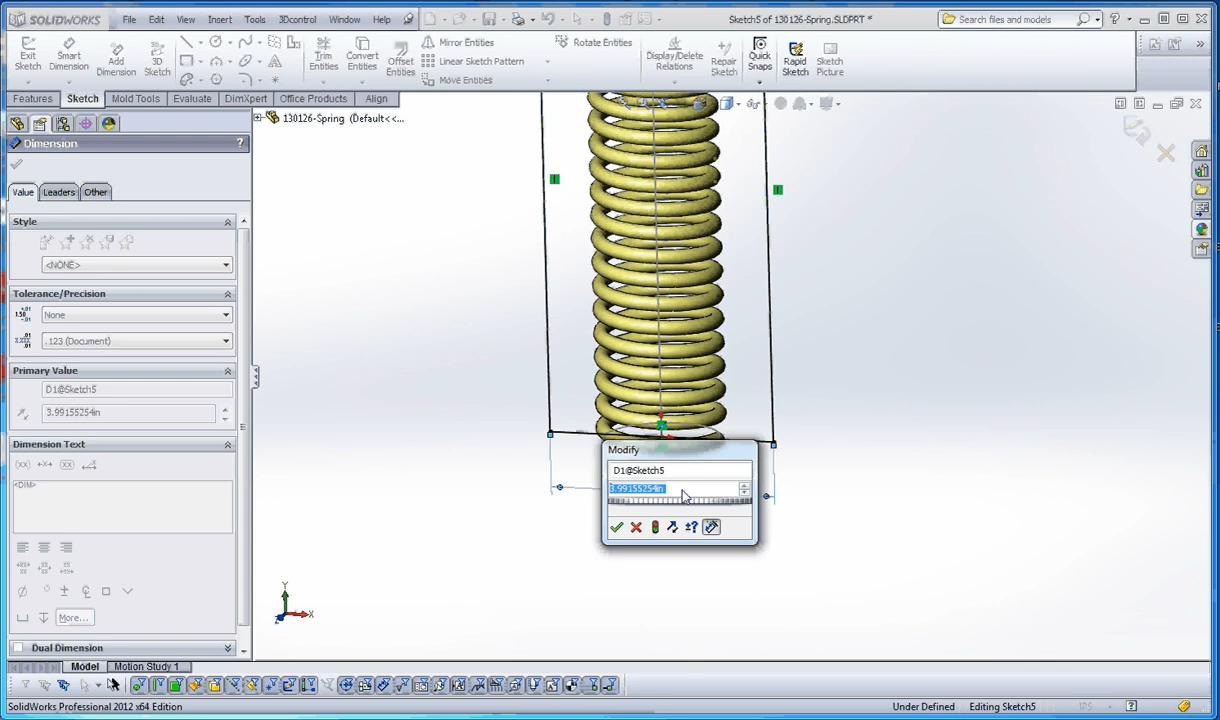 SOLIDWORKS File Edit View Insert Tools 3Dcontrol Window Help Sketch5 of 130126-Spring.SLDPRT * Search files and models
Exit Sketch Smart Dimension Add Dimension 3D Sketch Trim Entities Convert Entities Offset Entities Mirror Entities Linear Sketch Pattern Move Entities Rotate Entities Display/Delete Relations Repair Sketch Quick Snaps Rapid Sketch Sketch Picture
Features Sketch Mold Tools Evaluate DimXpert Office Products Align
130126-Spring (Default<<...
Dimension ?
Value Leaders Other
Style
<NONE>
Tolerance/Precision
None
.123 (Document)
Primary Value
D1@Sketch5
3.99155254in
Dimension Text
<DIM>
More...
Dual Dimension
Modify
D1@Sketch5
3.99155254in
Y
X
Z
Model Motion Study 1
SolidWorks Professional 2012 x64 Edition Under Defined Editing Sketch5 IPS